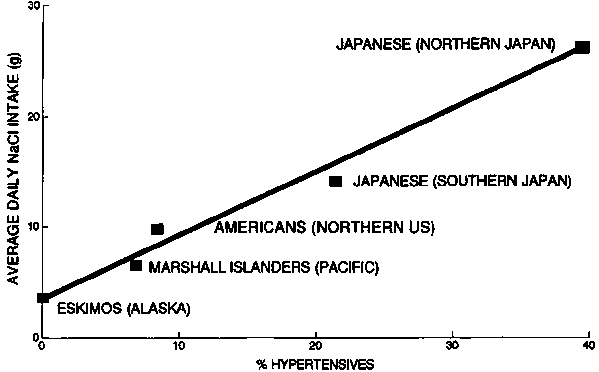 30
JAPANESE (NORTHERN JAPAN)
AVERAGE DAILY NaCl INTAKE (g)
20
JAPANESE (SOUTHERN JAPAN)
10
AMERICANS (NORTHERN US)
MARSHALL ISLANDERS (PACIFIC)
ESKIMOS (ALASKA)
0
0 10 20 30 40
% HYPERTENSIVES